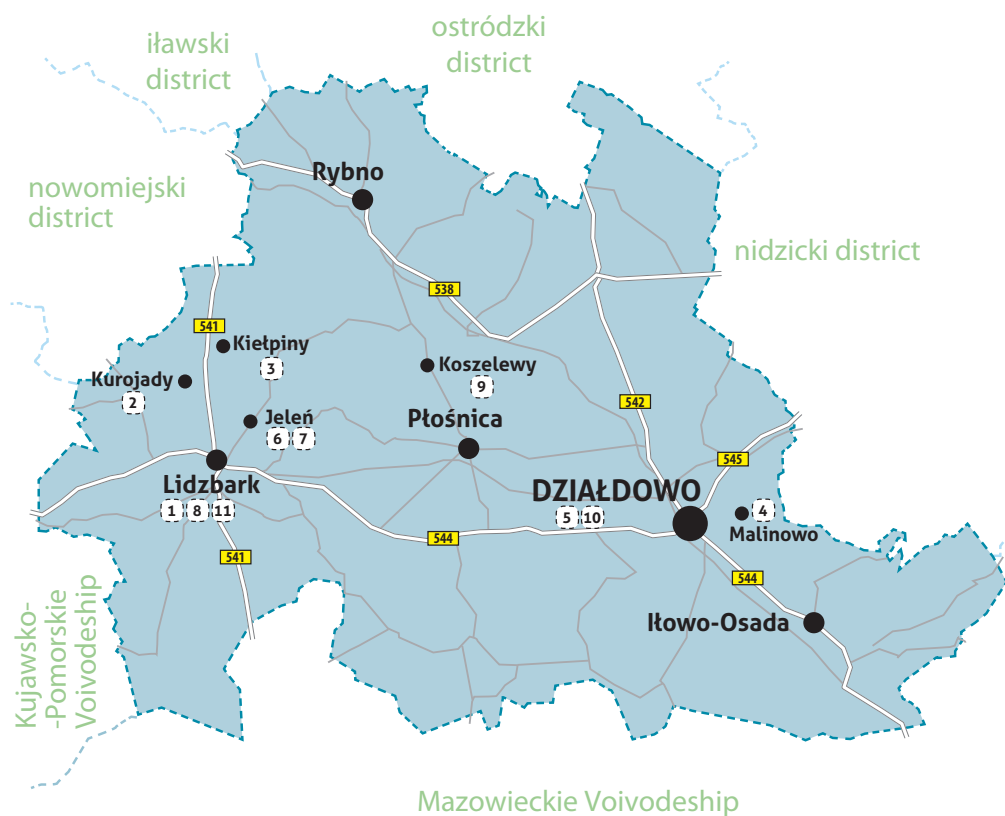 ostródzki
district
iławski
district
Rybno
nowomiejski
district
nidzicki district
538
541
Kiełpiny
3
Koszelewy
9
Kurojady
2
542
Jeleń
6 7
Płośnica
545
Lidzbark
1 8 11
DZIAŁDOWO
5 10
4
Malinowo
544
541
544
Iłowo-Osada
Kujawsko-
-Pomorskie
Voivodeship
Mazowieckie Voivodeship